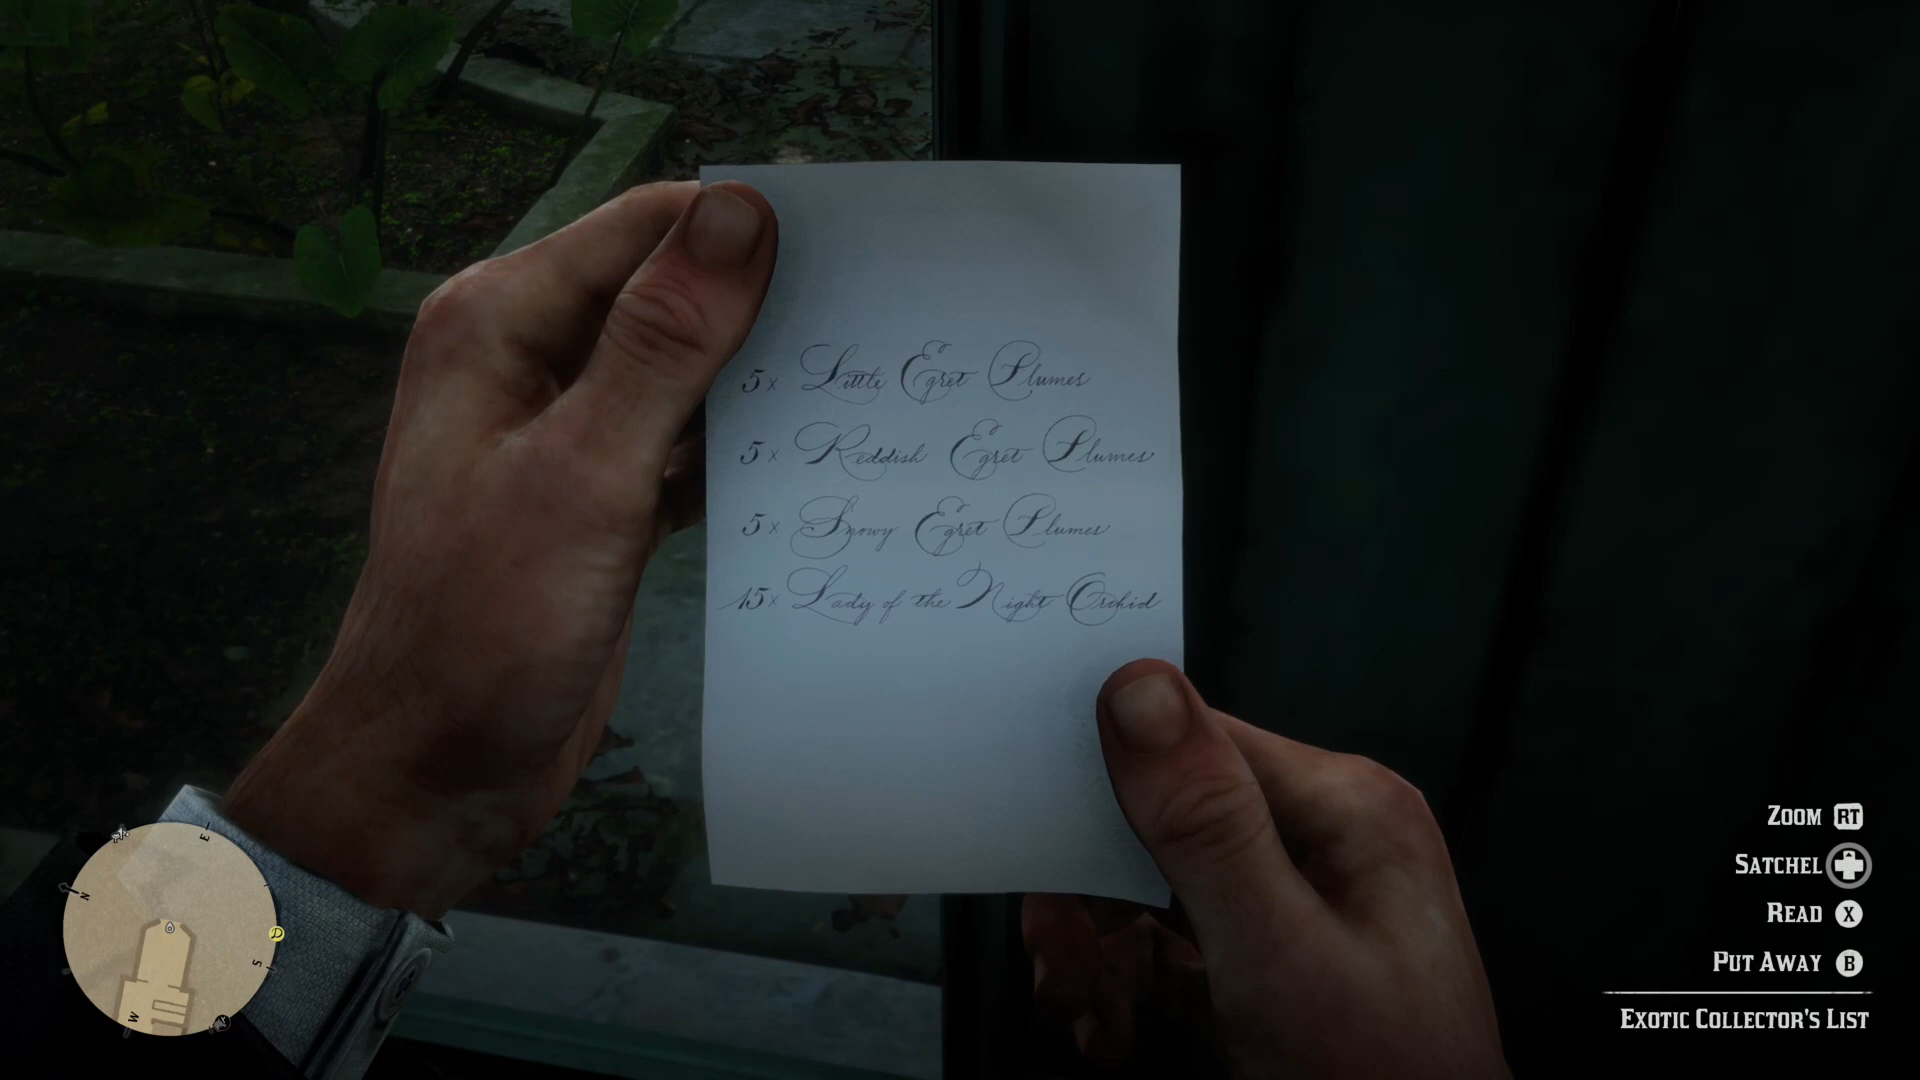 5x Little Egret Plumes
5x Reddish Egret Plumes
5x Snowy Egret Plumes
15x Lady of the Night Orchid
Zoom RT
Satchel
Read X
Put Away B
Exotic Collector's List
E
N
D
S
W